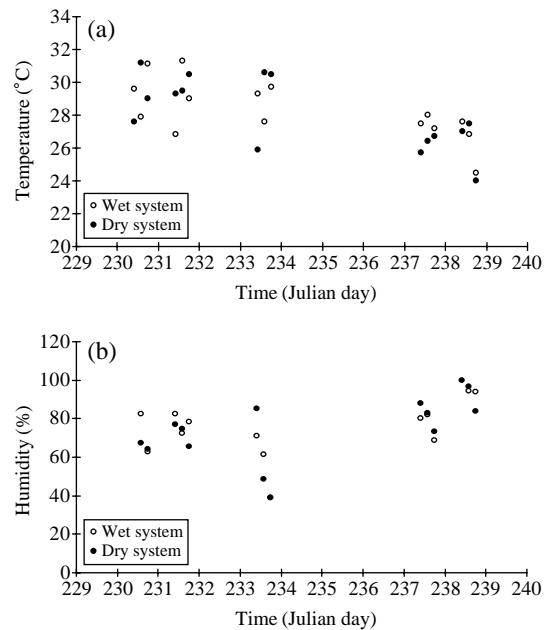 (a)
Temperature (°C)
34
32
30
28
26
24
22
20
Wet system
Dry system
229 230 231 232 233 234 235 236 237 238 239 240
Time (Julian day)
(b)
Humidity (%)
120
100
80
60
40
20
0
Wet system
Dry system
229 230 231 232 233 234 235 236 237 238 239 240
Time (Julian day)